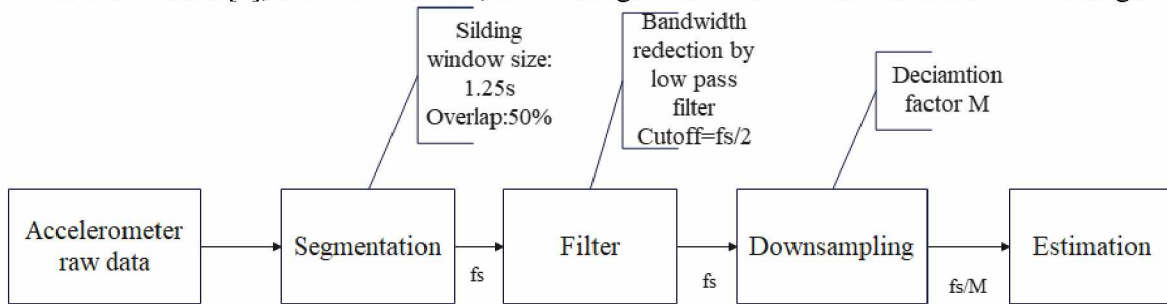 Silding
window size:
1.25s
Overlap:50%
Bandwidth
redection by
low pass
filter
Cutoff=fs/2
Deciamtion
factor M
Accelerometer
raw data
Segmentation
fs
Filter
fs
Downsampling
fs/M
Estimation